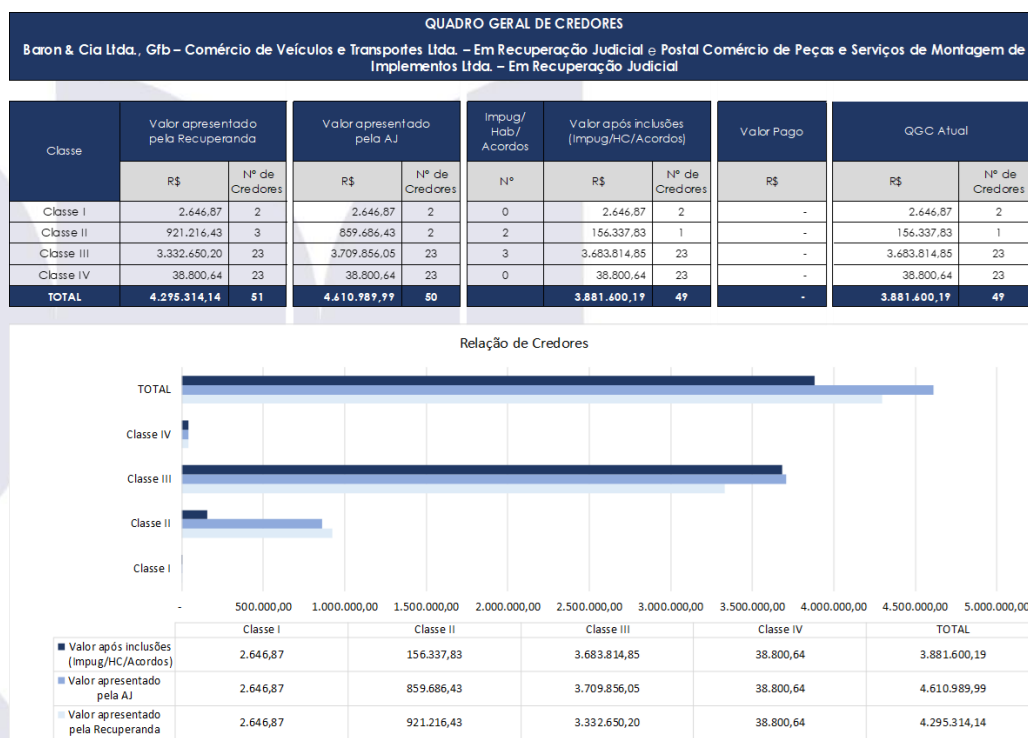 QUADRO GERAL DE CREDORES
Baron & Cia Ltda., Gfb – Comércio de Veículos e Transportes Ltda. – Em Recuperação Judicial e Postal Comércio de Peças e Serviços de Montagem de
Implementos Ltda. – Em Recuperação Judicial
Classe
Valor apresentado
pela Recuperanda
Valor apresentado
pela AJ
Impug/
Hab/
Acordos
Valor após inclusões
(Impug/HC/Acordos)
Valor Pago
QGC Atual
R$ Nº de Credores R$ Nº de Credores Nº R$ Nº de Credores R$ R$ Nº de Credores
Classe I 2.646,87 2 2.646,87 2 0 2.646,87 2 - 2.646,87 2
Classe II 921.216,43 3 859.686,43 2 2 156.337,83 1 - 156.337,83 1
Classe III 3.332.650,20 23 3.709.856,05 23 3 3.683.814,85 23 - 3.683.814,85 23
Classe IV 38.800,64 23 38.800,64 23 0 38.800,64 23 - 38.800,64 23
TOTAL 4.295.314,14 51 4.610.989,99 50 3.881.600,19 49 - 3.881.600,19 49
Relação de Credores
TOTAL
Classe IV
Classe III
Classe II
Classe I
- 500.000,00 1.000.000,00 1.500.000,00 2.000.000,00 2.500.000,00 3.000.000,00 3.500.000,00 4.000.000,00 4.500.000,00 5.000.000,00
Classe I Classe II Classe III Classe IV TOTAL
Valor após inclusões
(Impug/HC/Acordos) 2.646,87 156.337,83 3.683.814,85 38.800,64 3.881.600,19
Valor apresentado
pela AJ 2.646,87 859.686,43 3.709.856,05 38.800,64 4.610.989,99
Valor apresentado
pela Recuperanda 2.646,87 921.216,43 3.332.650,20 38.800,64 4.295.314,14